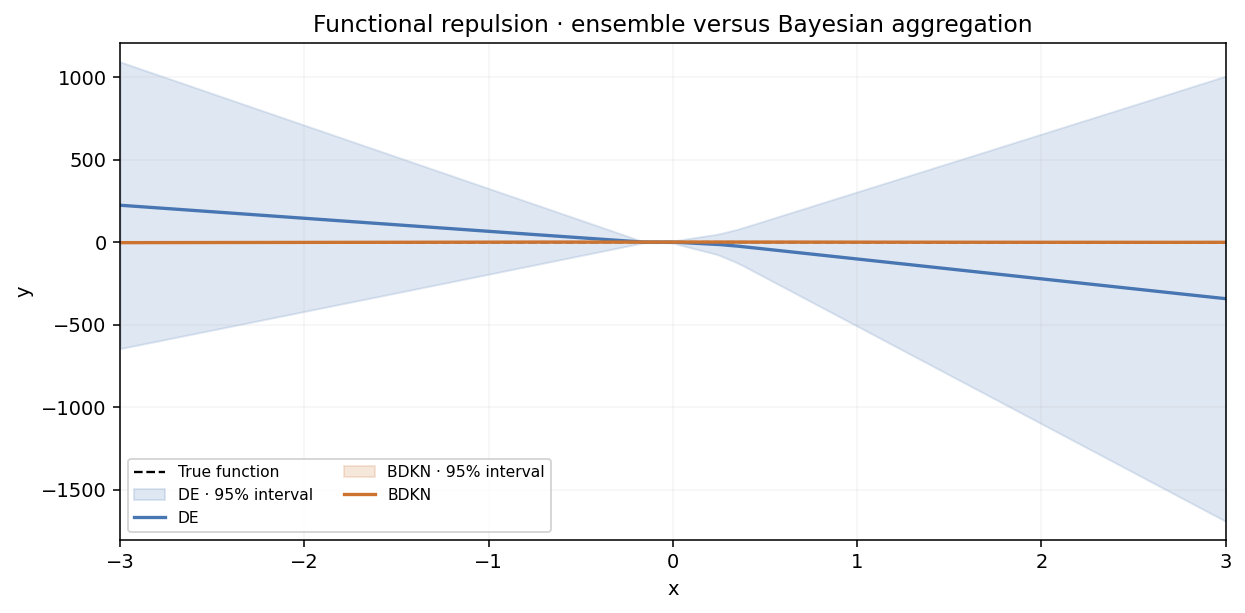 Functional repulsion · ensemble versus Bayesian aggregation
y
1000
500
0
−500
−1000
−1500
True function
DE · 95% interval
DE
BDKN · 95% interval
BDKN
−3 −2 −1 0 1 2 3
x